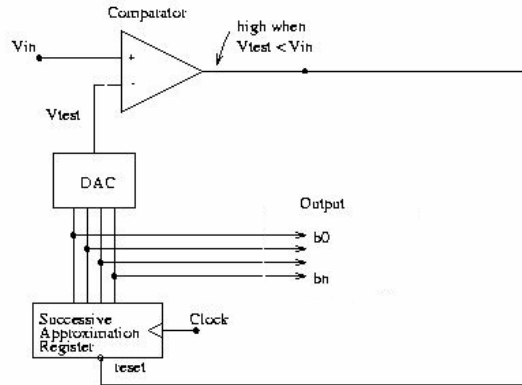 Comparator
high when
Vtest < Vin
Vin
+
-
Vtest
DAC
Output
b0
bn
Successive
Approximation
Register
Clock
reset